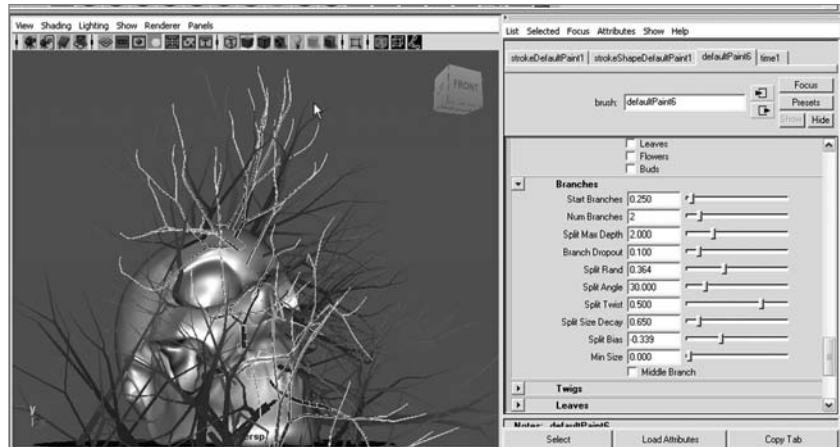 View Shading Lighting Show Renderer Panels
FRONT
persp
List Selected Focus Attributes Show Help
strokeDefaultPaint1 strokeShapeDefaultPaint1 defaultPaint6 time1
brush: defaultPaint6
Focus
Presets
Show Hide
Leaves
Flowers
Buds
Branches
Start Branches 0.250
Num Branches 2
Split Max Depth 2.000
Branch Dropout 0.100
Split Rand 0.364
Split Angle 30.000
Split Twist 0.500
Split Size Decay 0.650
Split Bias -0.339
Min Size 0.000
Middle Branch
Twigs
Leaves
Notes: defaultPaint6
Select Load Attributes Copy Tab